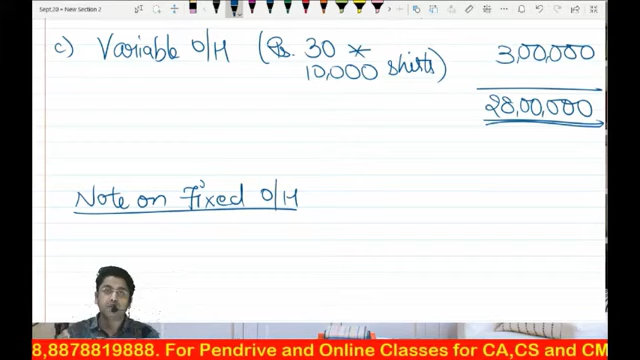 Sept.20 > New Section 2
c) Variable O/H (Rs. 30 * 3,00,000
10,000 shirts)
28,00,000
Note on Fixed O/H
8,8878819888. For Pendrive and Online Classes for CA,CS and CM